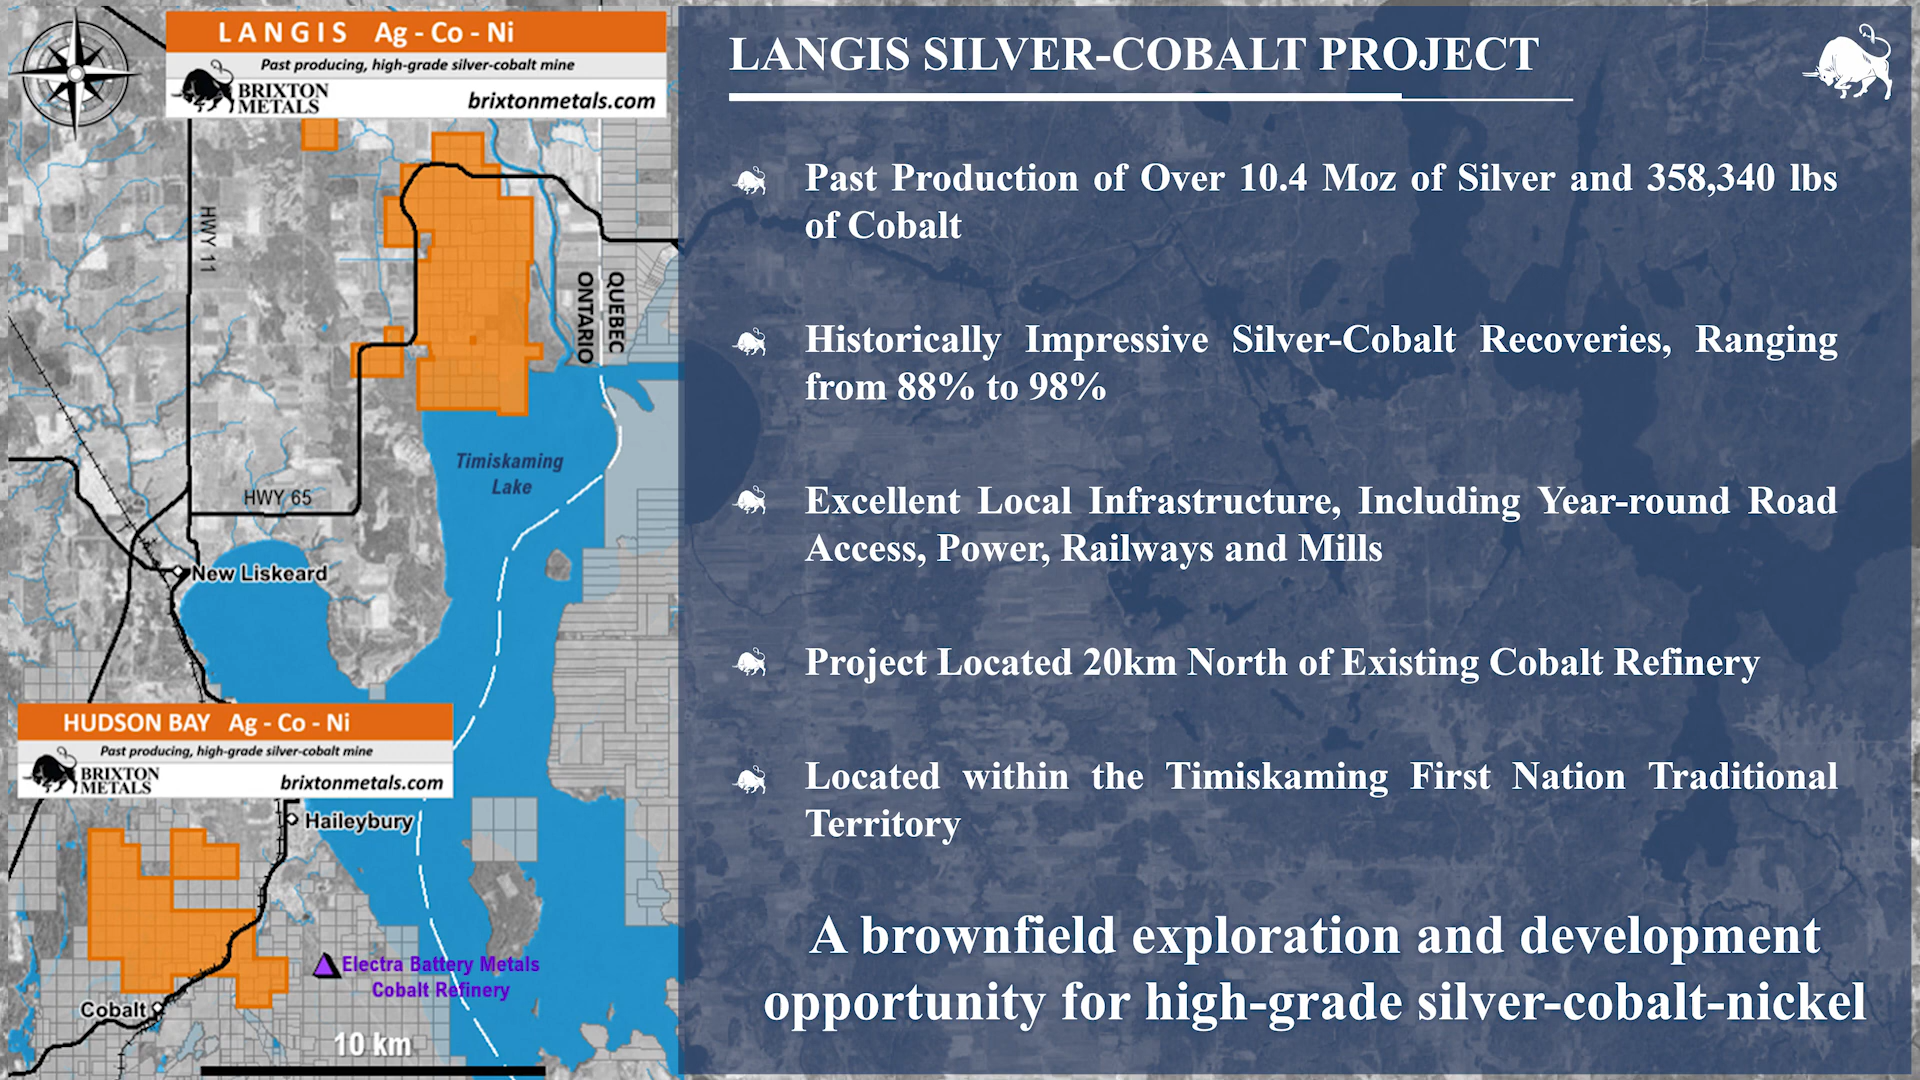 LANGIS Ag - Co - Ni
Past producing, high-grade silver-cobalt mine
BRIXTON
METALS
brixtonmetals.com
HWY 11
QUEBEC
ONTARIO
Timiskaming
Lake
HWY 65
New Liskeard
HUDSON BAY Ag - Co - Ni
Past producing, high-grade silver-cobalt mine
BRIXTON
METALS
brixtonmetals.com
Haileybury
Electra Battery Metals
Cobalt Refinery
Cobalt
10 km
LANGIS SILVER-COBALT PROJECT
Past Production of Over 10.4 Moz of Silver and 358,340 lbs
of Cobalt
Historically Impressive Silver-Cobalt Recoveries, Ranging
from 88% to 98%
Excellent Local Infrastructure, Including Year-round Road
Access, Power, Railways and Mills
Project Located 20km North of Existing Cobalt Refinery
Located within the Timiskaming First Nation Traditional
Territory
A brownfield exploration and development
opportunity for high-grade silver-cobalt-nickel